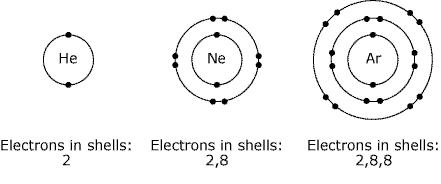 He
Ne
Ar
Electrons in shells:
2
Electrons in shells:
2,8
Electrons in shells:
2,8,8